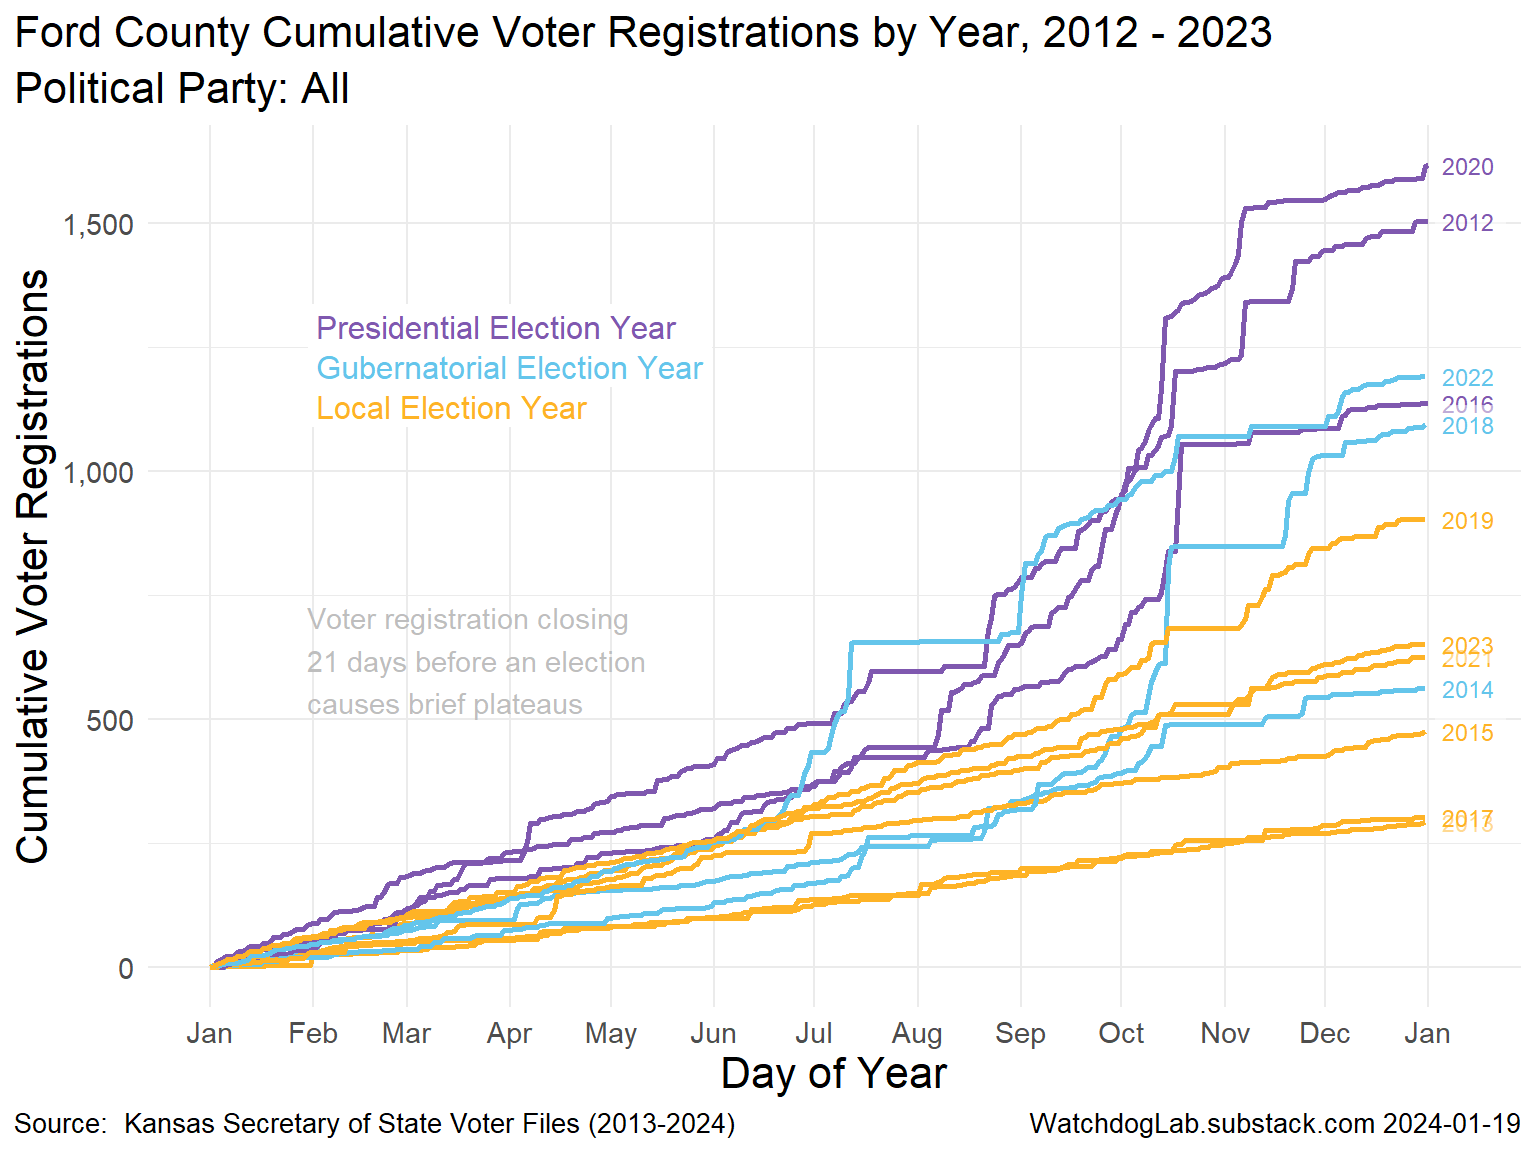 Ford County Cumulative Voter Registrations by Year, 2012 - 2023
Political Party: All
Cumulative Voter Registrations
1,500
1,000
500
0
Presidential Election Year
Gubernatorial Election Year
Local Election Year
Voter registration closing
21 days before an election
causes brief plateaus
2020
2012
2022
2016
2018
2019
2023
2021
2014
2015
2017
Jan Feb Mar Apr May Jun Jul Aug Sep Oct Nov Dec Jan
Day of Year
Source:  Kansas Secretary of State Voter Files (2013-2024)
WatchdogLab.substack.com 2024-01-19